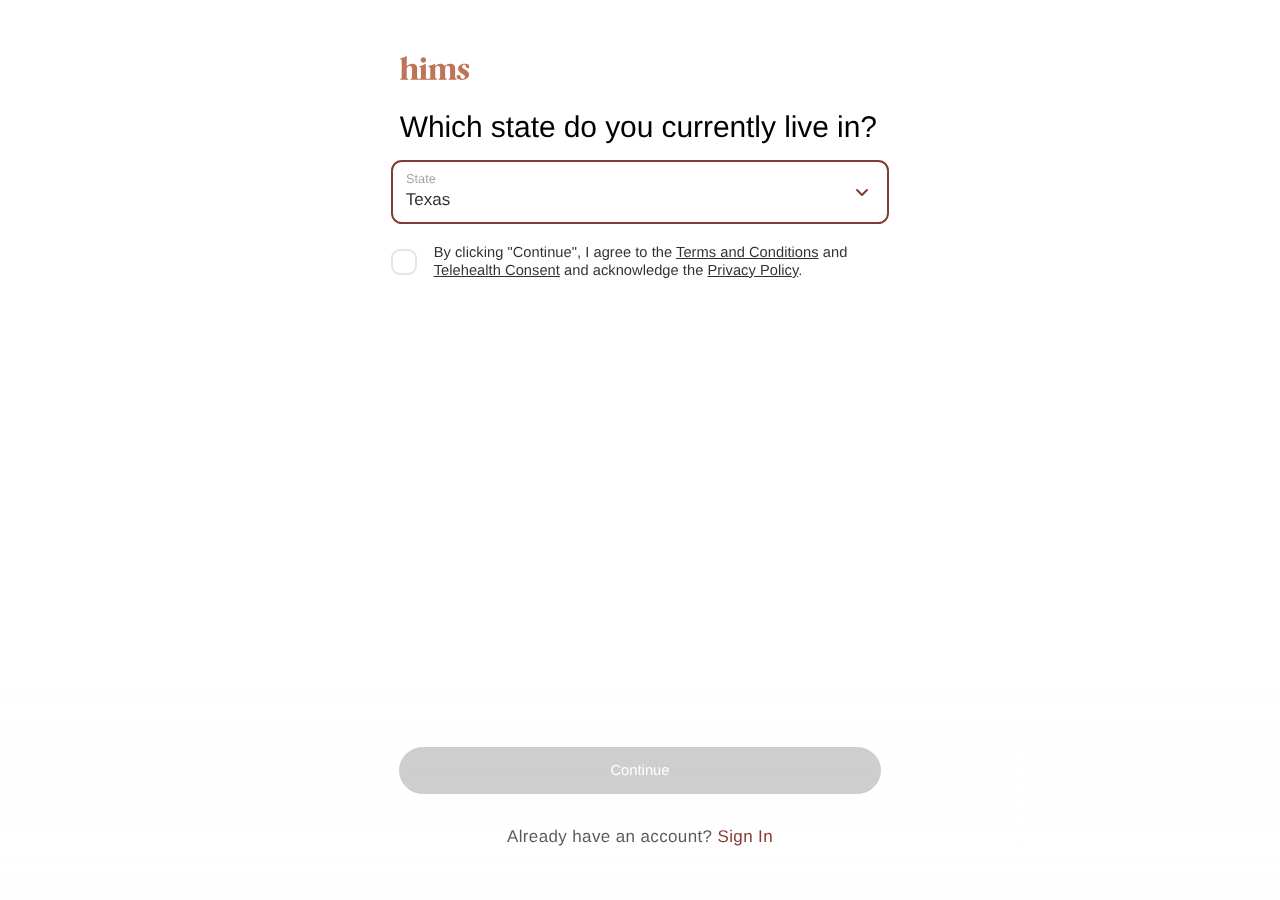 hims
Which state do you currently live in?
State
Texas
By clicking "Continue", I agree to the Terms and Conditions and
Telehealth Consent and acknowledge the Privacy Policy.
Continue
Already have an account? Sign In